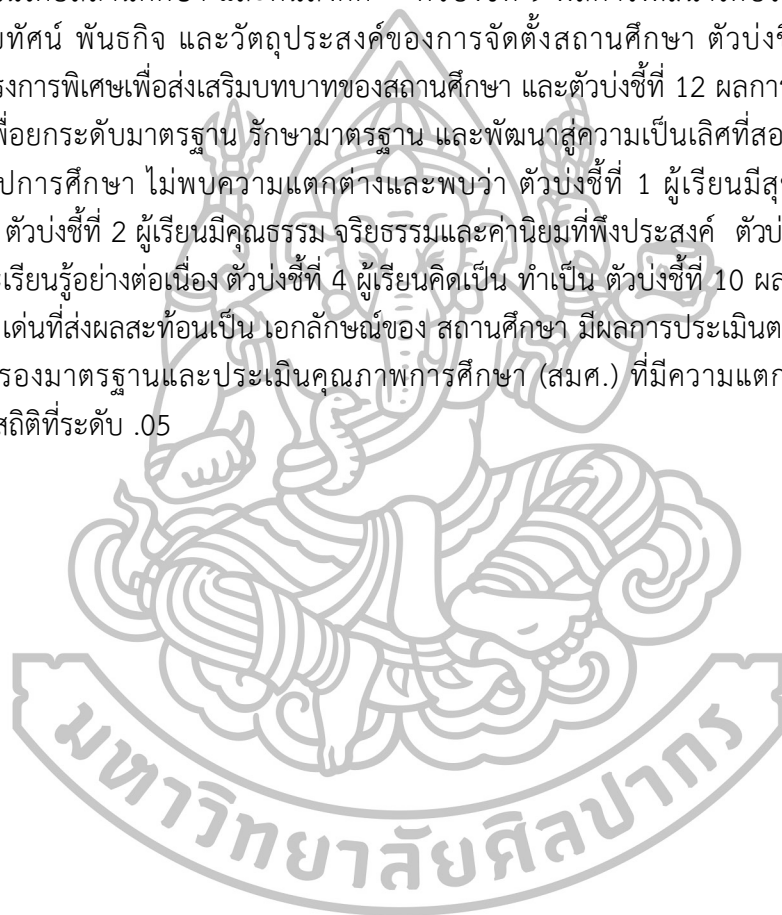 ยทัศน์ พันธกิจ และวัตถุประสงค์ของการจัดตั้งสถานศึกษา ตัวบ่งชี
รงการพิเศษเพื่อส่งเสริมบทบาทของสถานศึกษา และตัวบ่งชี้ที่ 12 ผลการ
พื่อยกระดับมาตรฐาน รักษามาตรฐาน และพัฒนาสู่ความเป็นเลิศที่สอ
ปการศึกษา ไม่พบความแตกต่างและพบว่า ตัวบ่งชี้ที่ 1 ผู้เรียนมีสุ
ตัวบ่งชี้ที่ 2 ผู้เรียนมีคุณธรรม จริยธรรมและค่านิยมที่พึงประสงค์ ตัวบ่
ะเรียนรู้อย่างต่อเนื่อง ตัวบ่งชี้ที่ 4 ผู้เรียนคิดเป็น ทำเป็น ตัวบ่งชี้ที่ 10 ผล
เด่นที่ส่งผลสะท้อนเป็น เอกลักษณ์ของ สถานศึกษา มีผลการประเมินต
รองมาตรฐานและประเมินคุณภาพการศึกษา (สมศ.) ที่มีความแตก
สถิติที่ระดับ .05
มหาวิทยาลัยศิลปากร